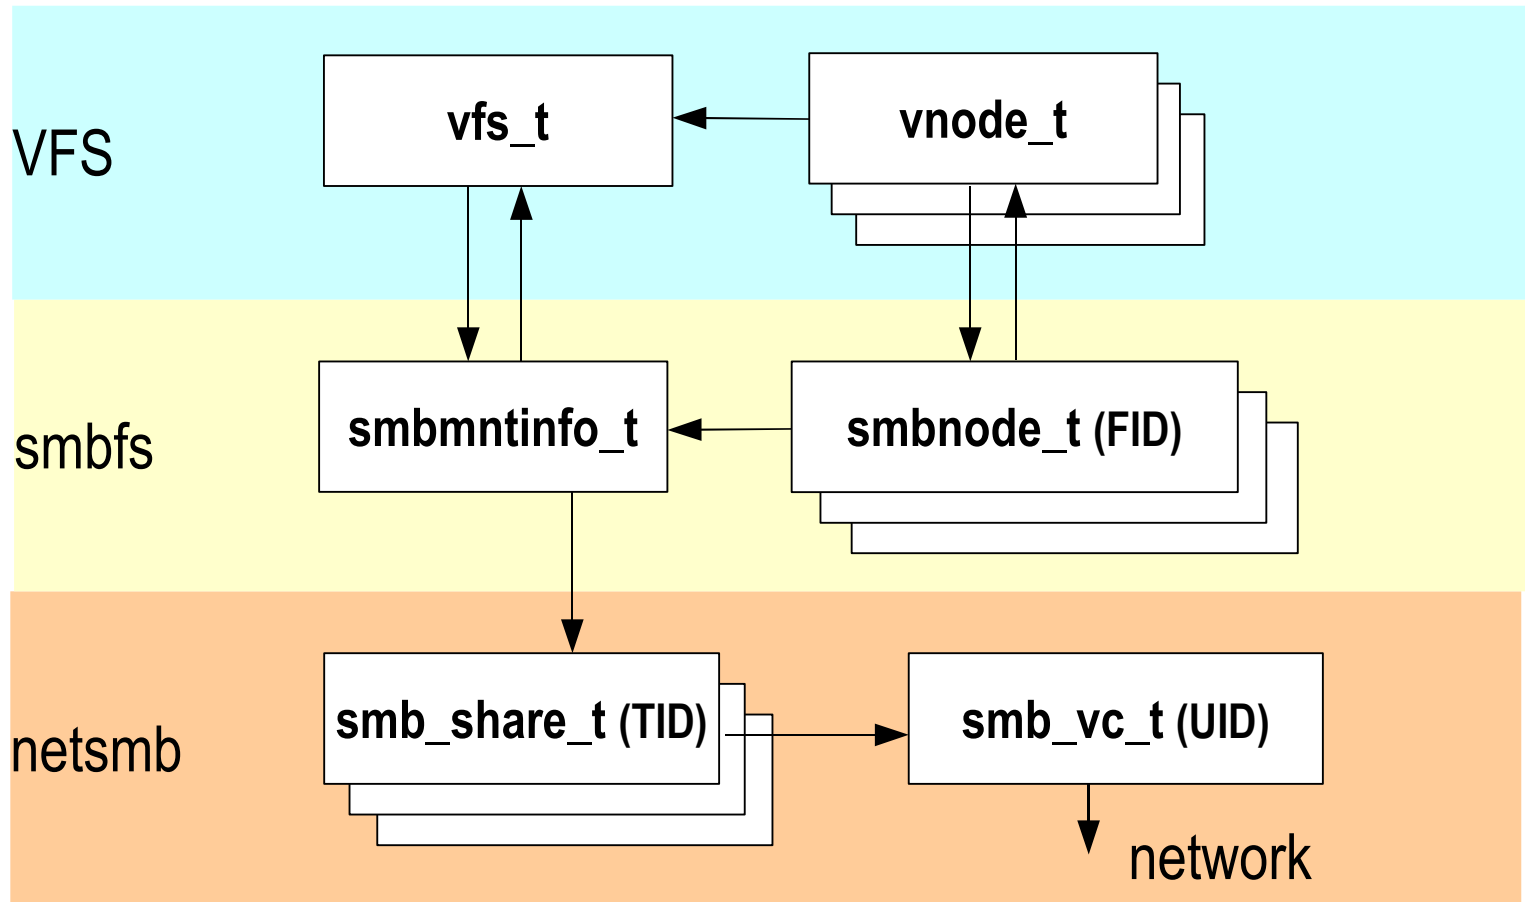 VFS
vfs_t
vnode_t
smbfs
smbmntinfo_t
smbnode_t (FID)
netsmb
smb_share_t (TID)
smb_vc_t (UID)
network